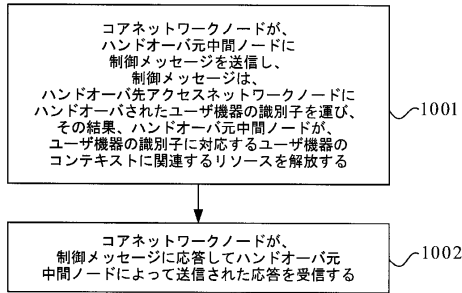 コアネットワークノードが、
ハンドオーバ元中間ノードに
制御メッセージを送信し、
制御メッセージは、
ハンドオーバ先アクセスネットワークノードに
ハンドオーバされたユーザ機器の識別子を運び、
その結果、ハンドオーバ元中間ノードが、
ユーザ機器の識別子に対応するユーザ機器の
コンテキストに関連するリソースを解放する
1001
コアネットワークノードが、
制御メッセージに応答してハンドオーバ元
中間ノードによって送信された応答を受信する
1002